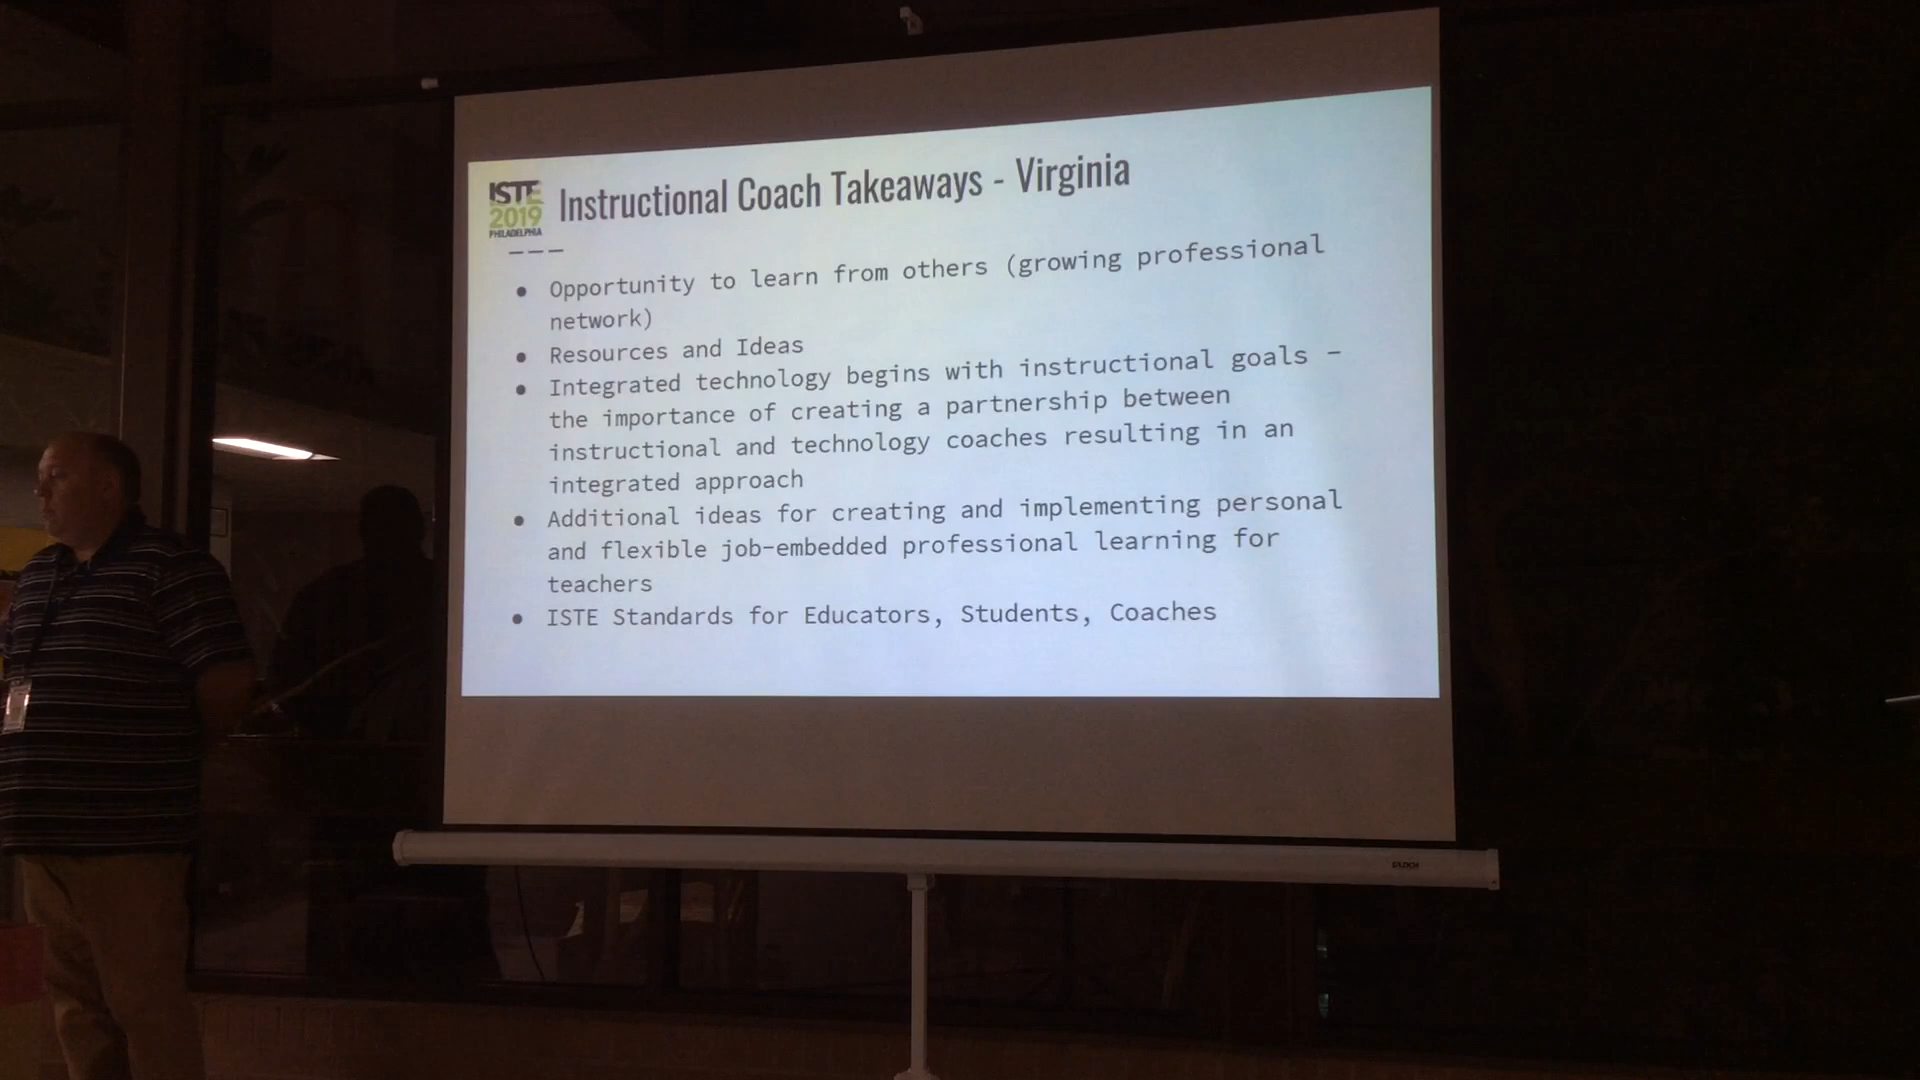 ISTE
2019
PHILADELPHIA
Instructional Coach Takeaways - Virginia
● Opportunity to learn from others (growing professional
network)
● Resources and Ideas
● Integrated technology begins with instructional goals –
the importance of creating a partnership between
instructional and technology coaches resulting in an
integrated approach
● Additional ideas for creating and implementing personal
and flexible job-embedded professional learning for
teachers
● ISTE Standards for Educators, Students, Coaches